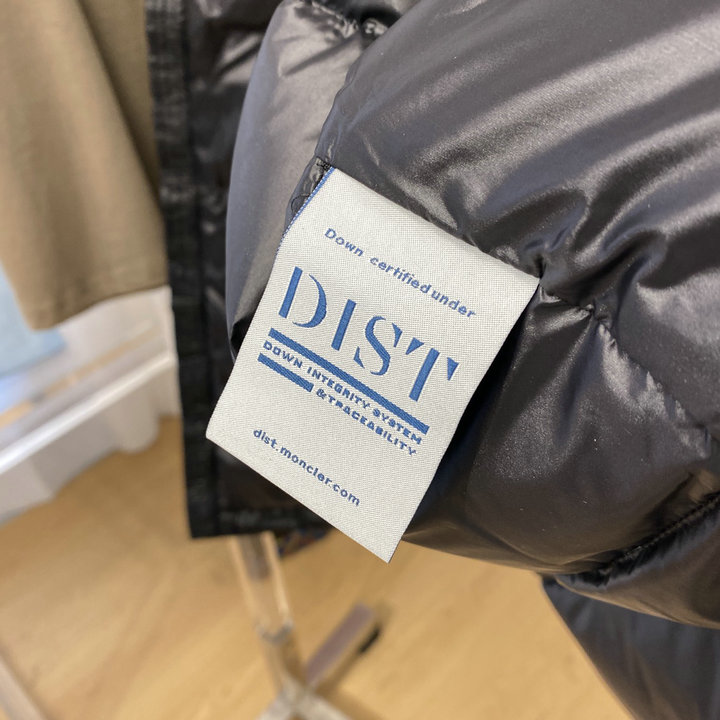 Down certified under
DIST
DOWN INTEGRITY SYSTEM
& TRACEABILITY
dist.moncler.com